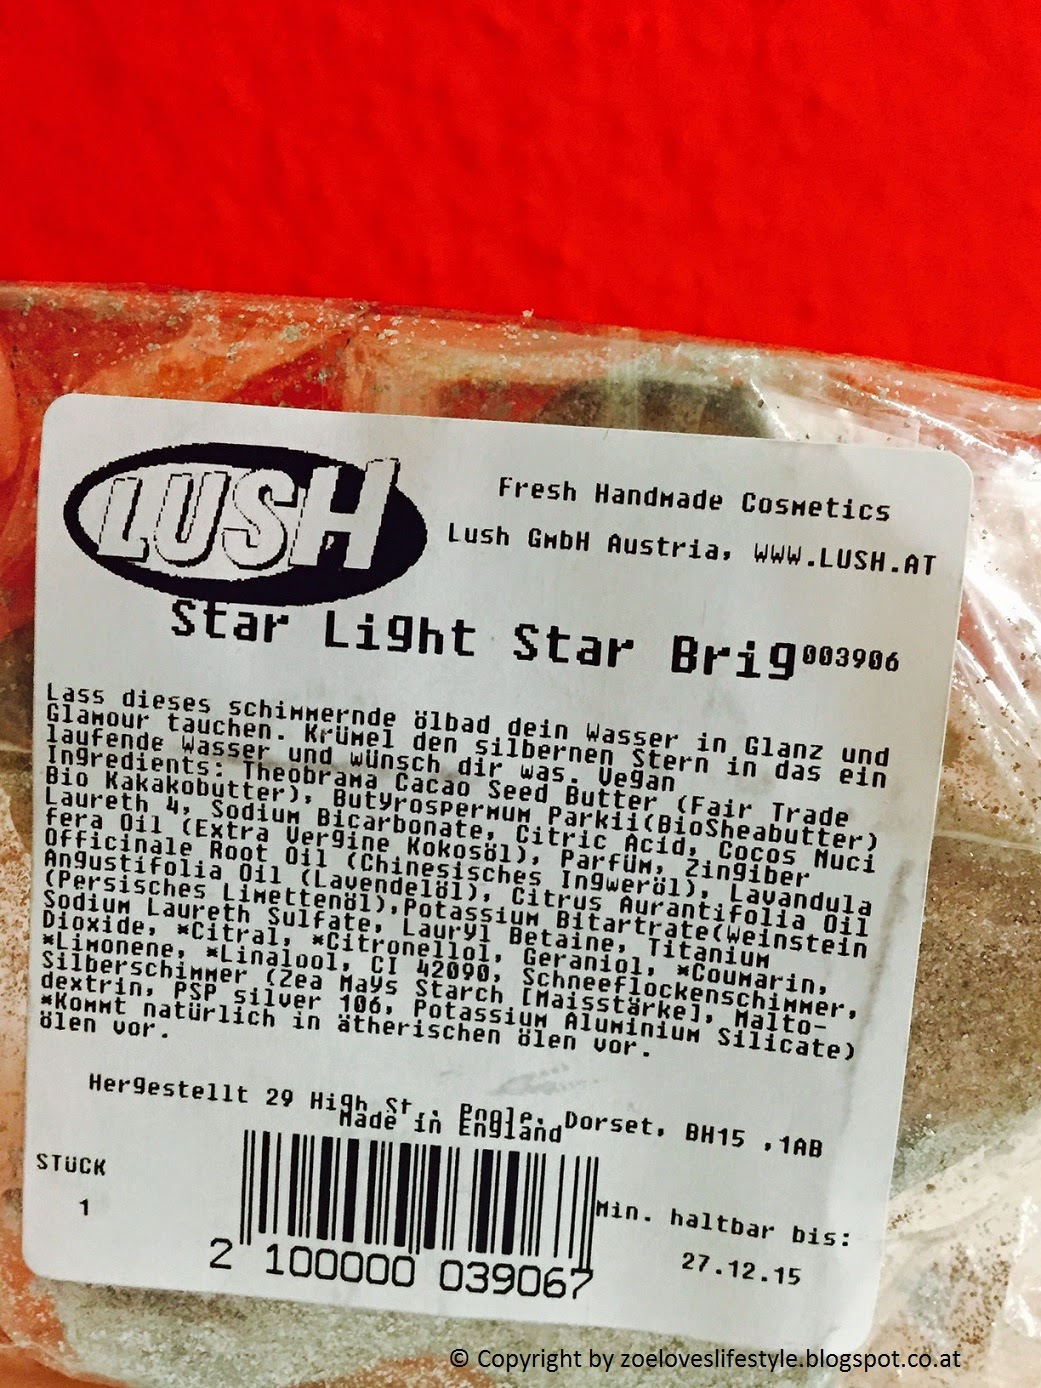 LUSH
Fresh Handmade Cosmetics
Lush GmbH Austria, WWW.LUSH.AT
Star Light Star Brig
003906
Lass dieses schimmernde ölbad dein Wasser in Glanz und
Glamour tauchen. Krümel den silbernen Stern in das ein
laufende Wasser und wünsch dir was. Vegan
Ingredients: Theobrama Cacao Seed Butter (Fair Trade
Bio Kakakobutter), Butyrospermum Parkii(BioSheabutter)
Laureth 4, Sodium Bicarbonate, Citric Acid, Cocos Nuci
fera Oil (Extra Vergine Kokosöl), Parfüm, Zingiber
Officinale Root Oil (Chinesisches Ingweröl), Lavandula
Angustifolia Oil (Lavendelöl), Citrus Aurantifolia Oil
(Persisches Limettenöl),Potassium Bitartrate(Weinstein
Sodium Laureth Sulfate, Lauryl Betaine, Titanium
Dioxide, *Citral, *Citronellol, Geraniol, *Coumarin,
*Limonene, *Linalool, CI 42090, Schneeflockenschimmer,
Silberschimmer (Zea Mays Starch [Maisstärke], Malto-
dextrin, PSP silver 106, Potassium Aluminium Silicate)
*Kommt natürlich in ätherischen ölen vor.
ölen vor.
Hergestellt 29 High St., Dorset, BH15 ,1AB
Made in England
STÜCK
1
2 100000 039067
Min. haltbar bis:
27.12.15
© Copyright by zoeloveslifestyle.blogspot.co.at